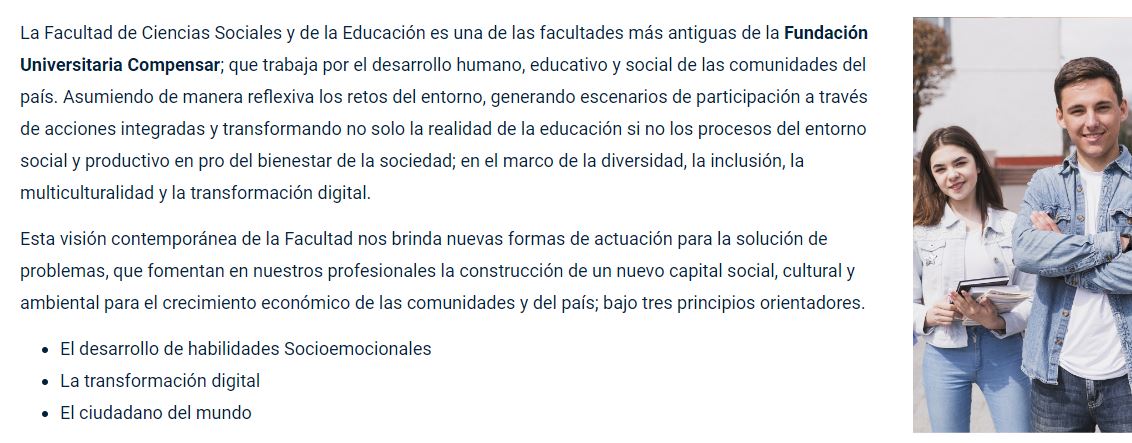 La Facultad de Ciencias Sociales y de la Educación es una de las facultades más antiguas de la Fundación
Universitaria Compensar; que trabaja por el desarrollo humano, educativo y social de las comunidades del
país. Asumiendo de manera reflexiva los retos del entorno, generando escenarios de participación a través
de acciones integradas y transformando no solo la realidad de la educación si no los procesos del entorno
social y productivo en pro del bienestar de la sociedad; en el marco de la diversidad, la inclusión, la
multiculturalidad y la transformación digital.
Esta visión contemporánea de la Facultad nos brinda nuevas formas de actuación para la solución de
problemas, que fomentan en nuestros profesionales la construcción de un nuevo capital social, cultural y
ambiental para el crecimiento económico de las comunidades y del país; bajo tres principios orientadores.
• El desarrollo de habilidades Socioemocionales
• La transformación digital
• El ciudadano del mundo